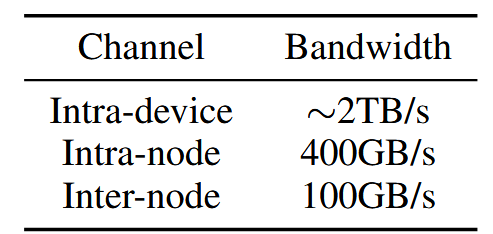 Channel Bandwidth
Intra-device ∼2TB/s
Intra-node 400GB/s
Inter-node 100GB/s